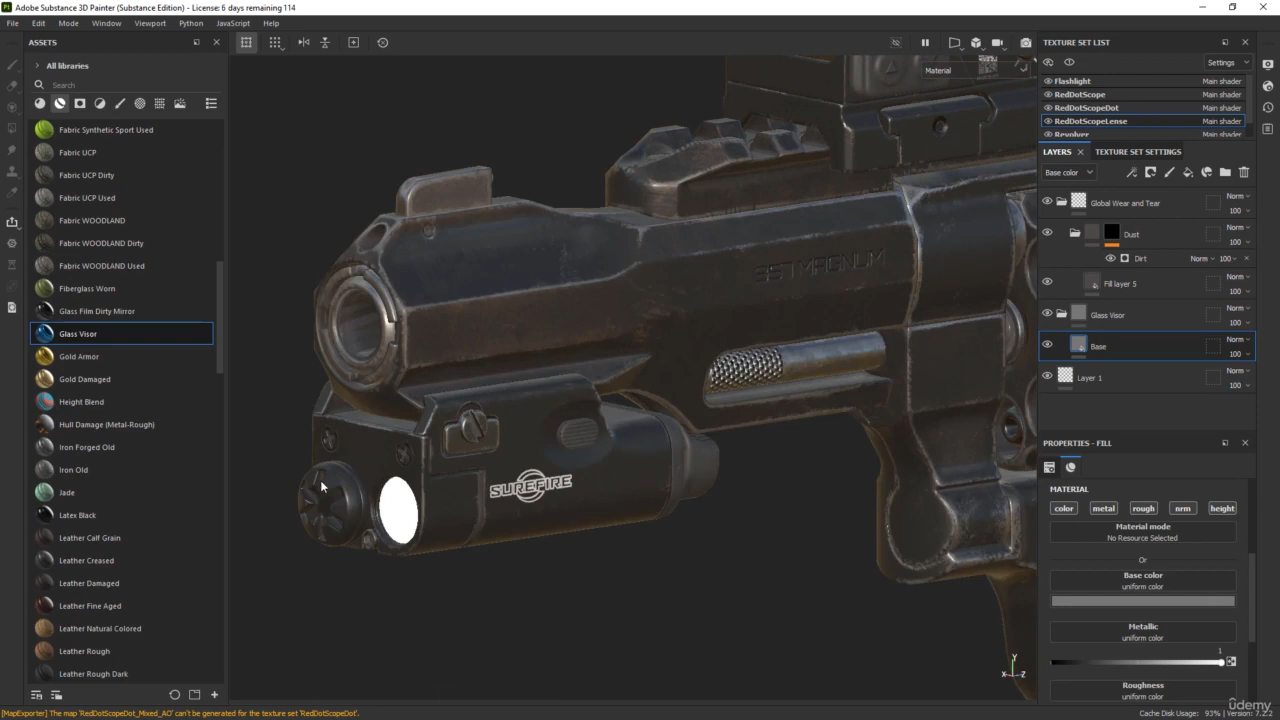 Adobe Substance 3D Painter (Substance Edition) - License: 6 days remaining 114
File Edit Mode Window Viewport Python JavaScript Help
ASSETS
All libraries
Search
Fabric Synthetic Sport Used
Fabric UCP
Fabric UCP Dirty
Fabric UCP Used
Fabric WOODLAND
Fabric WOODLAND Dirty
Fabric WOODLAND Used
Fiberglass Worn
Glass Film Dirty Mirror
Glass Visor
Gold Armor
Gold Damaged
Height Blend
Hull Damage (Metal-Rough)
Iron Forged Old
Iron Old
Jade
Latex Black
Leather Calf Grain
Leather Creased
Leather Damaged
Leather Fine Aged
Leather Natural Colored
Leather Rough
Leather Rough Dark
Material
357 MAGNUM
SUREFIRE
TEXTURE SET LIST
Settings
Flashlight Main shader
RedDotScope Main shader
RedDotScopeDot Main shader
RedDotScopeLense Main shader
Revolver Main shader
LAYERS TEXTURE SET SETTINGS
Base color
Global Wear and Tear Norm 100
Dust Norm 100
Dirt Norm 100
Fill layer 5 Norm 100
Glass Visor Norm 100
Base Norm 100
Layer 1 Norm 100
PROPERTIES - FILL
MATERIAL
color metal rough nrm height
Material mode
No Resource Selected
Or
Base color
uniform color
Metallic
uniform color
1
Roughness
uniform color
Y
X Z
[MapExporter] The map 'RedDotScopeDot_Mixed_AO' can't be generated for the texture set 'RedDotScopeDot'.
Cache Disk Usage: 93% | Version: 7.2.2
udemy